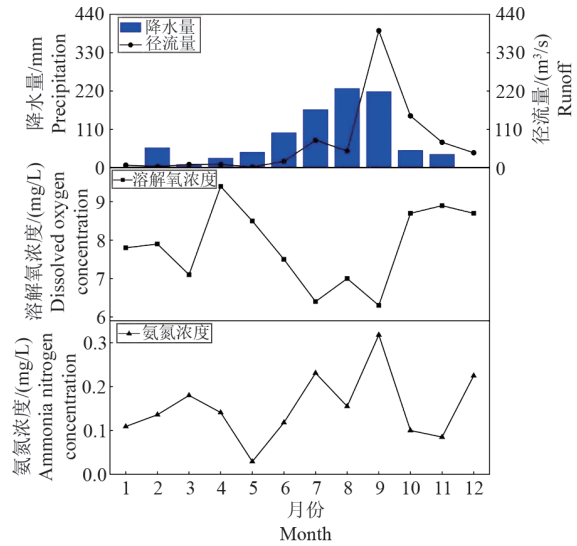 440
330
220
110
0
降水量/mm
Precipitation
降水量
径流量
440
330
220
110
0
径流量/(m³/s)
Runoff
9
8
7
6
溶解氧浓度/(mg/L)
Dissolved oxygen
concentration
溶解氧浓度
0.3
0.2
0.1
0.0
氨氮浓度/(mg/L)
Ammonia nitrogen
concentration
氨氮浓度
1 2 3 4 5 6 7 8 9 10 11 12
月份
Month